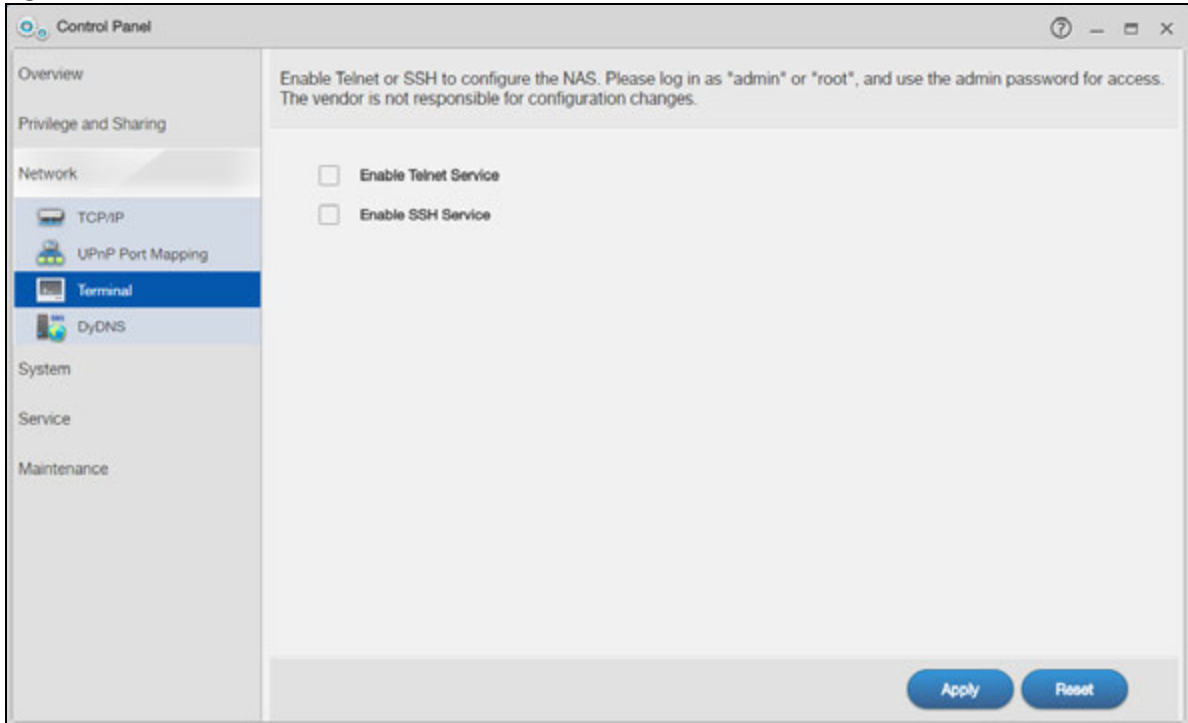 Control Panel
Overview
Privilege and Sharing
Network
TCP/IP
UPnP Port Mapping
Terminal
DyDNS
System
Service
Maintenance
Enable Telnet or SSH to configure the NAS. Please log in as "admin" or "root", and use the admin password for access.
The vendor is not responsible for configuration changes.
Enable Telnet Service
Enable SSH Service
Apply
Reset